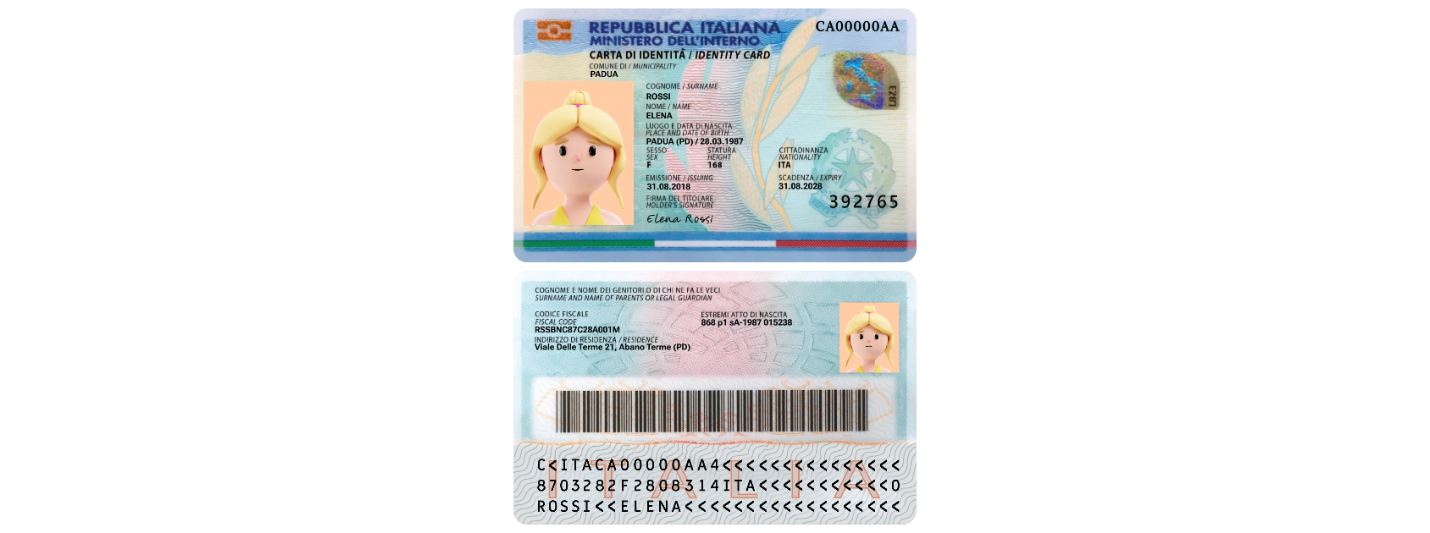 REPUBBLICA ITALIANA
MINISTERO DELL'INTERNO
CA00000AA
CARTA DI IDENTITÀ / IDENTITY CARD
COMUNE DI / MUNICIPALITY
PADUA
COGNOME / SURNAME
ROSSI
NOME / NAME
ELENA
LUOGO E DATA DI NASCITA
PLACE AND DATE OF BIRTH
PADUA (PD) / 28.03.1987
SESSO STATURA CITTADINANZA
SEX HEIGHT NATIONALITY
F 168 ITA
EMISSIONE / ISSUING SCADENZA / EXPIRY
31.08.2018 31.08.2028
FIRMA DEL TITOLARE
HOLDER'S SIGNATURE
Elena Rossi
392765
L8Z3
COGNOME E NOME DEI GENITORI O DI CHI NE FA LE VECI
SURNAME AND NAME OF PARENTS OR LEGAL GUARDIAN
CODICE FISCALE ESTREMI ATTO DI NASCITA
FISCAL CODE 868 p1 sA-1987 015238
RSSBNC87C28A001M
INDIRIZZO DI RESIDENZA / RESIDENCE
Viale Delle Terme 21, Abano Terme (PD)
ITALIA
C<ITACA00000AA4<<<<<<<<<<<<<<<
8703282F2808314ITA<<<<<<<<<<<0
ROSSI<<ELENA<<<<<<<<<<<<<<<<<<